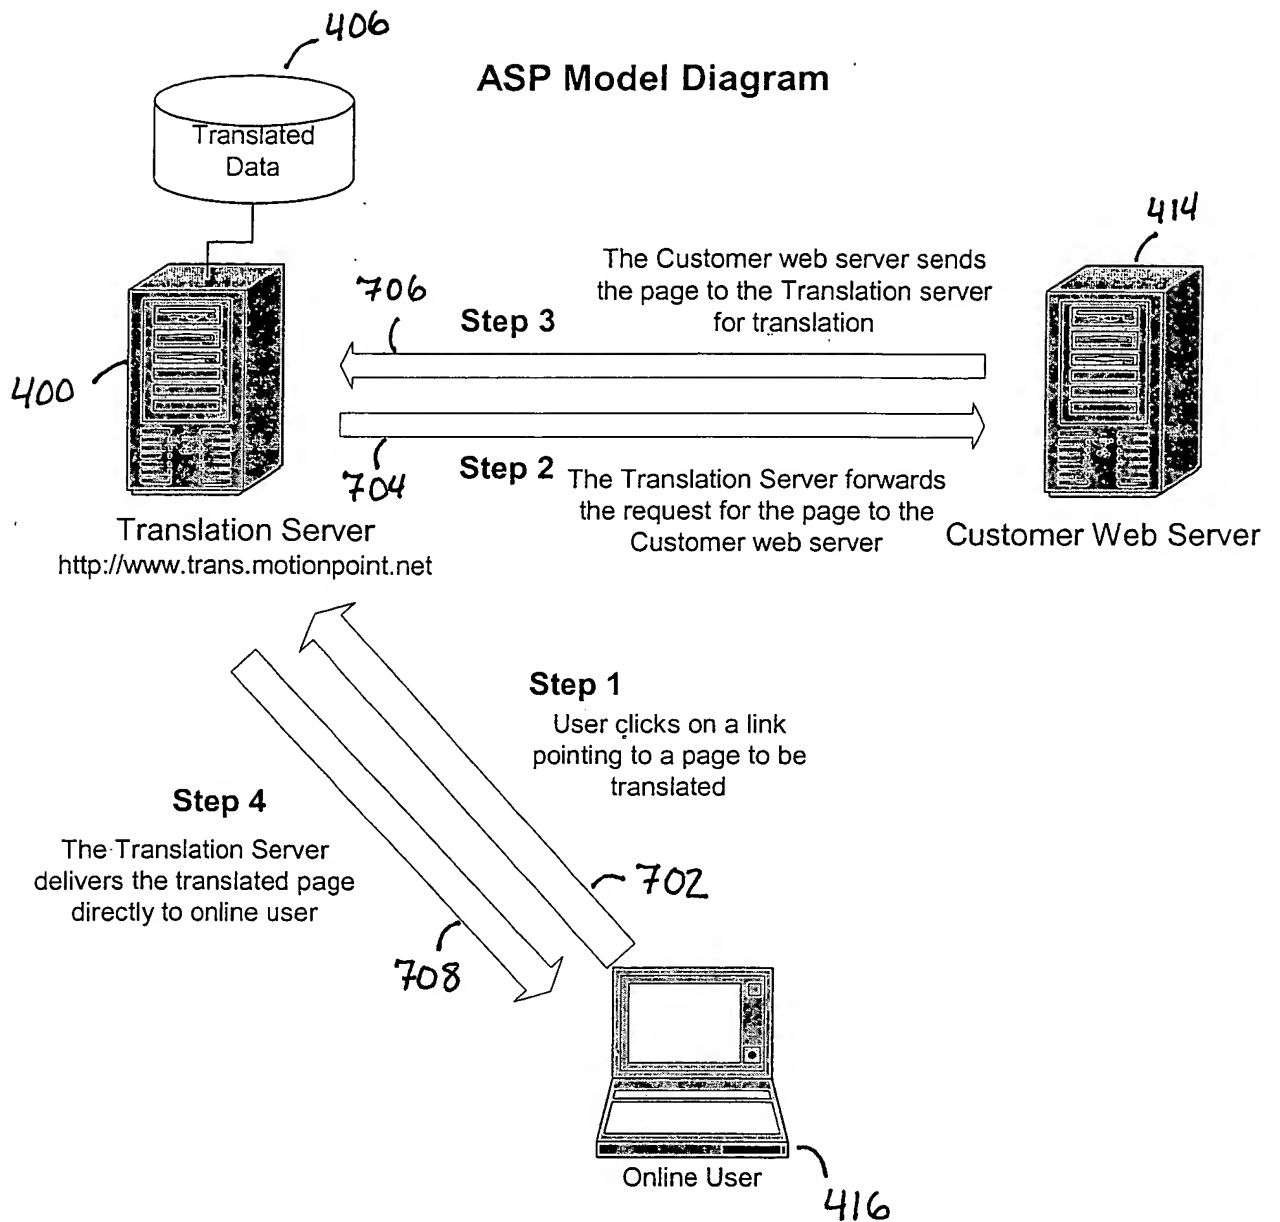 406
ASP Model Diagram
Translated
Data
414
The Customer web server sends
the page to the Translation server
for translation
706
Step 3
400
704
Step 2
The Translation Server forwards
the request for the page to the
Customer web server
Translation Server
http://www.trans.motionpoint.net
Customer Web Server
Step 1
User clicks on a link
pointing to a page to be
translated
Step 4
The Translation Server
delivers the translated page
directly to online user
702
708
Online User
416